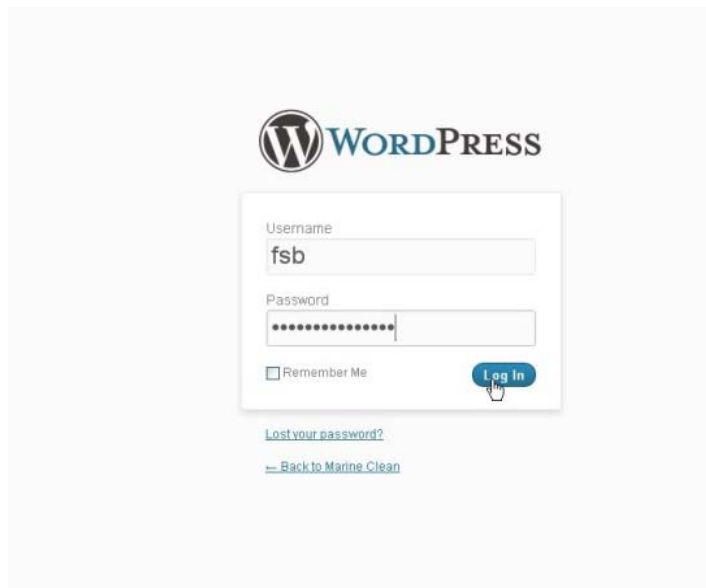 WORDPRESS
Username
fsb
Password
•••••••••••••••
Remember Me
Log In
Lost your password?
← Back to Marine Clean